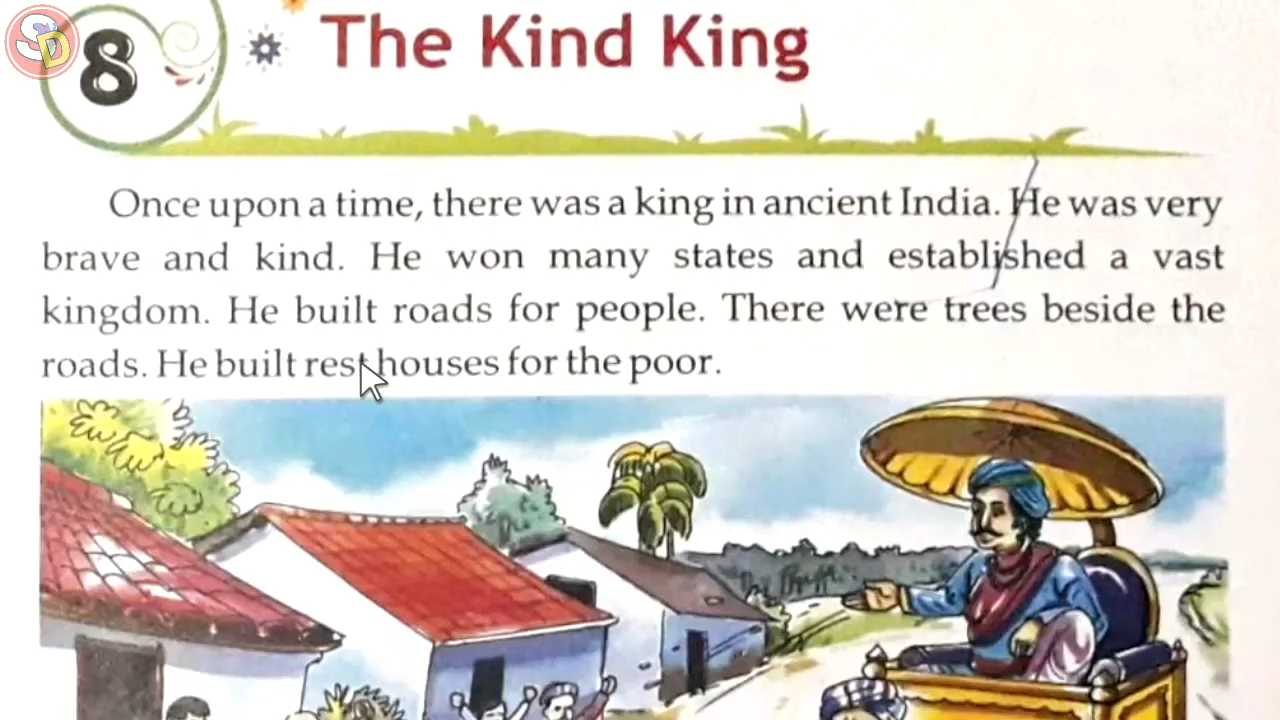 SD
8
The Kind King
Once upon a time, there was a king in ancient India. He was very
brave and kind. He won many states and established a vast
kingdom. He built roads for people. There were trees beside the
roads. He built rest houses for the poor.